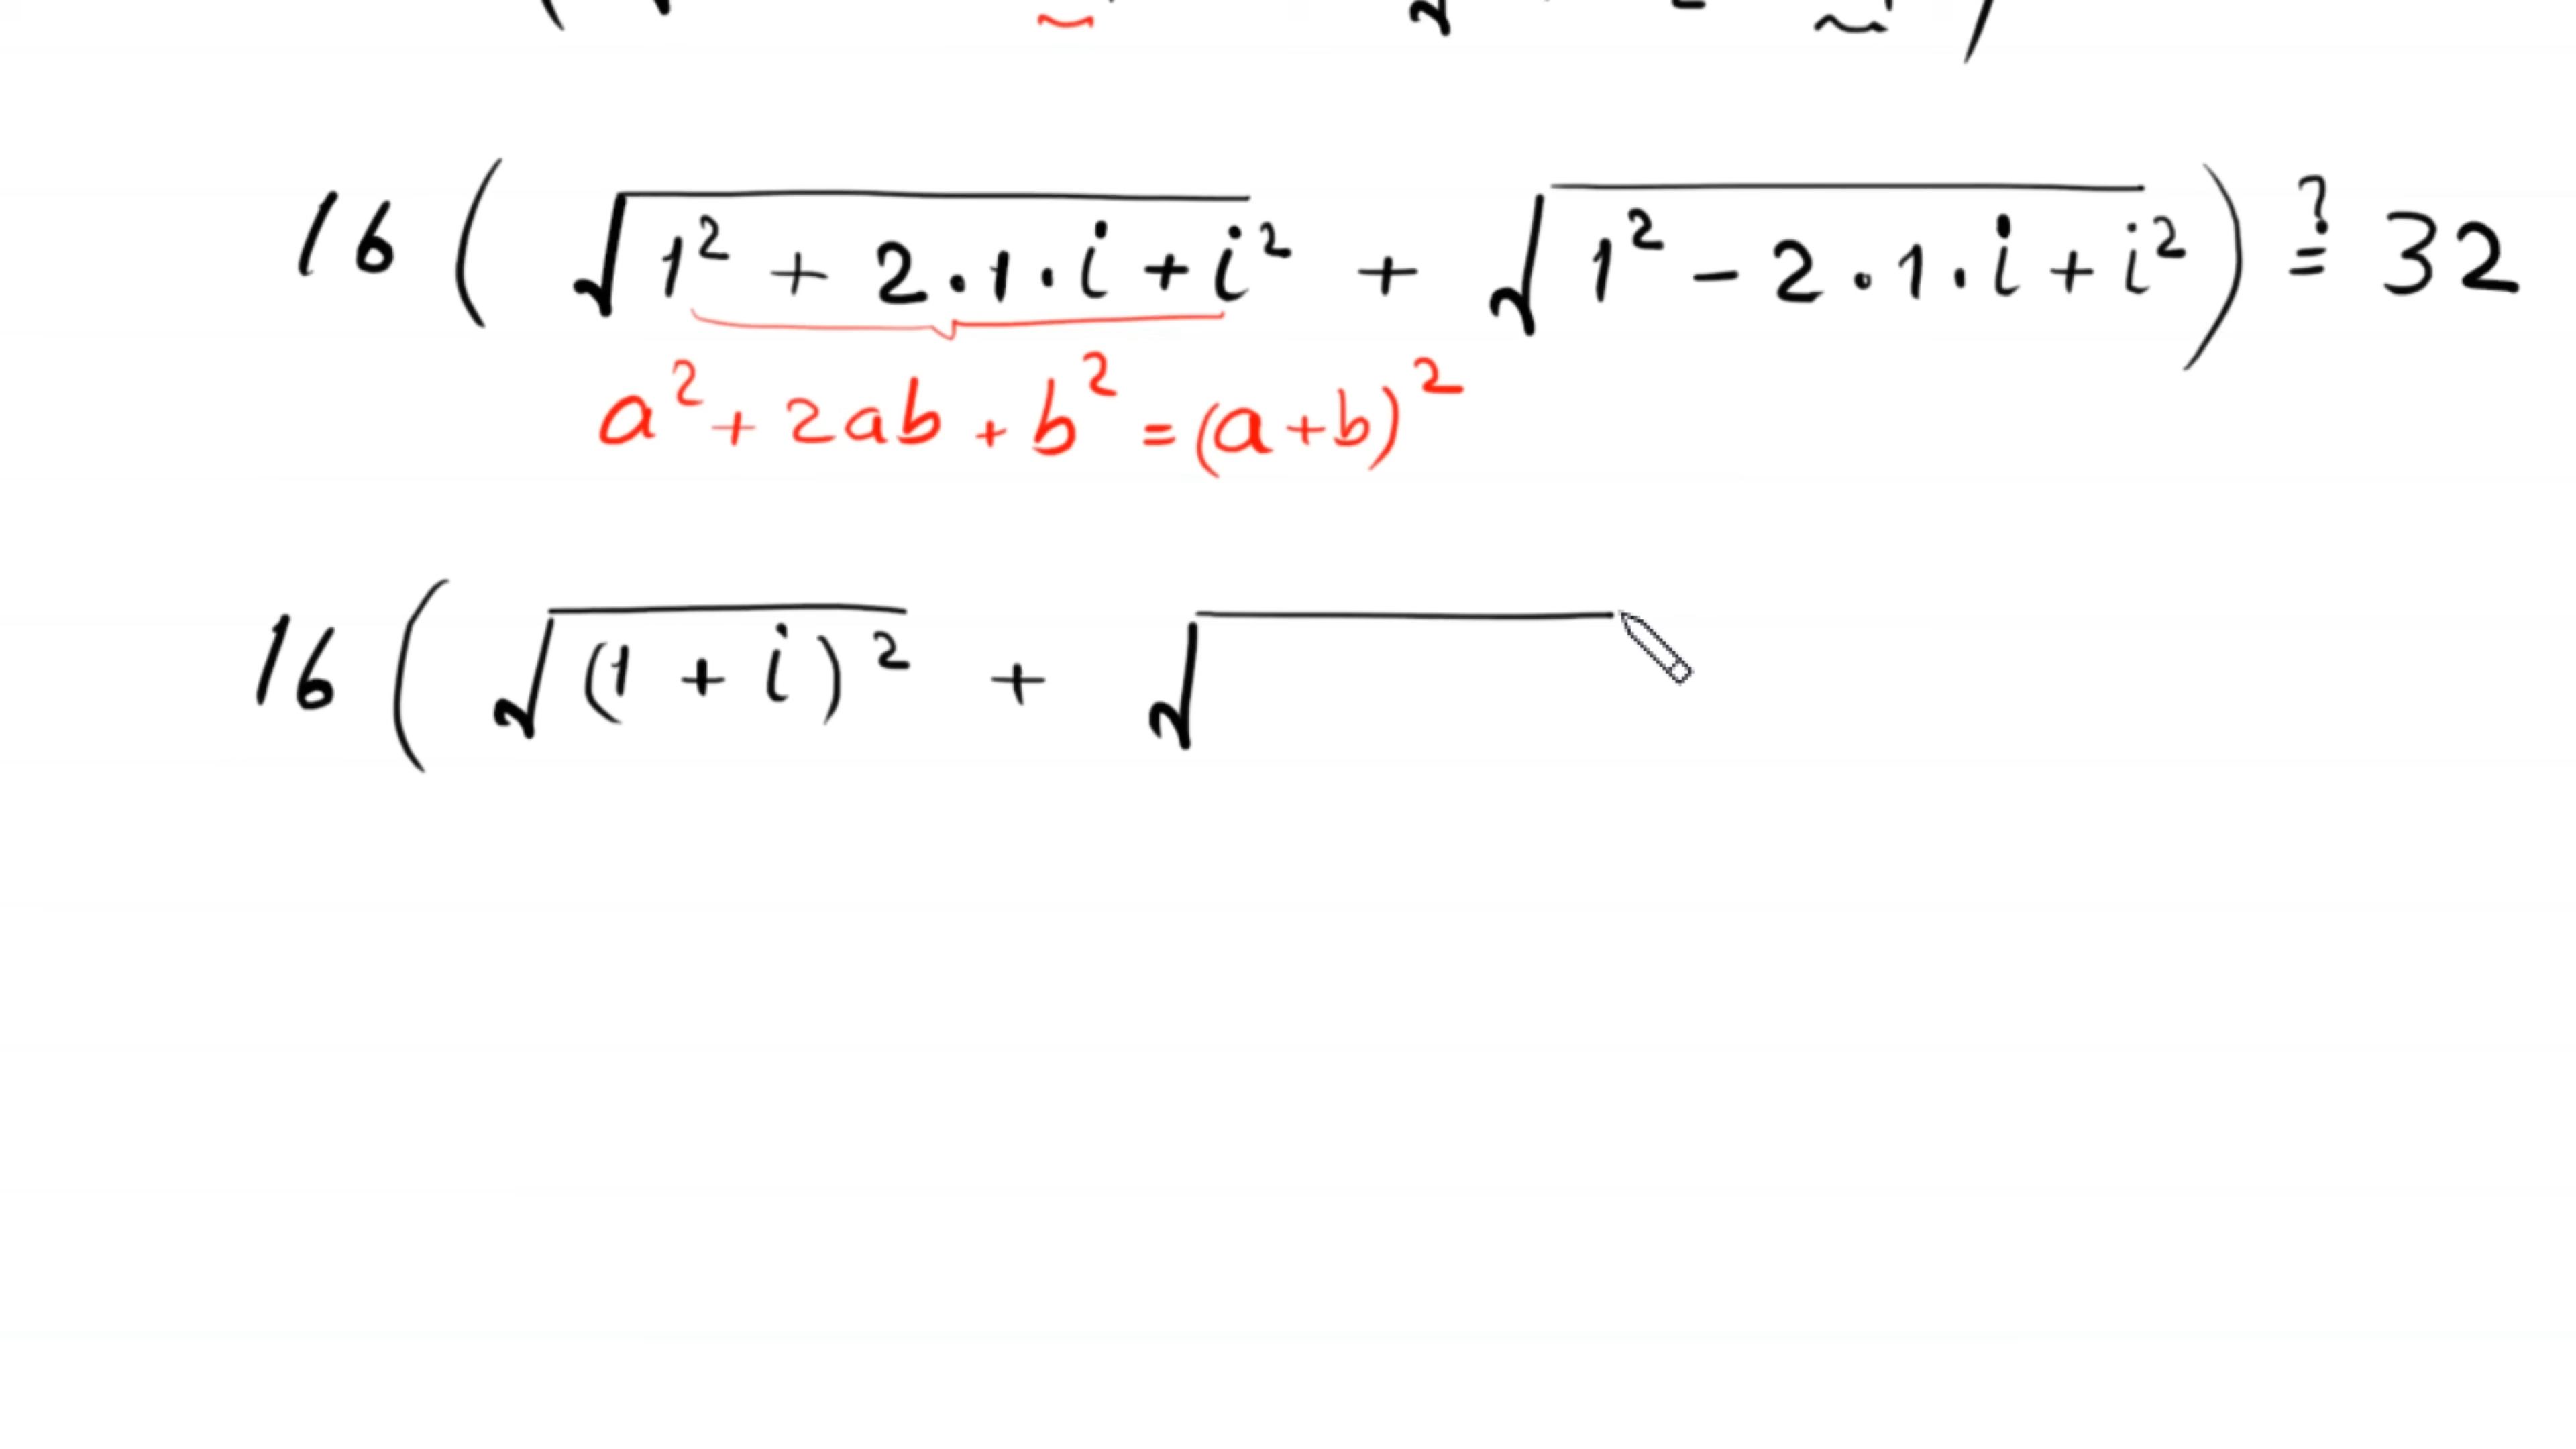 16 ( √(1² + 2·1·i + i²) + √(1² - 2·1·i + i²) ) ≟ 32
a² + 2ab + b² = (a+b)²
16 ( √(1 + i)² + √